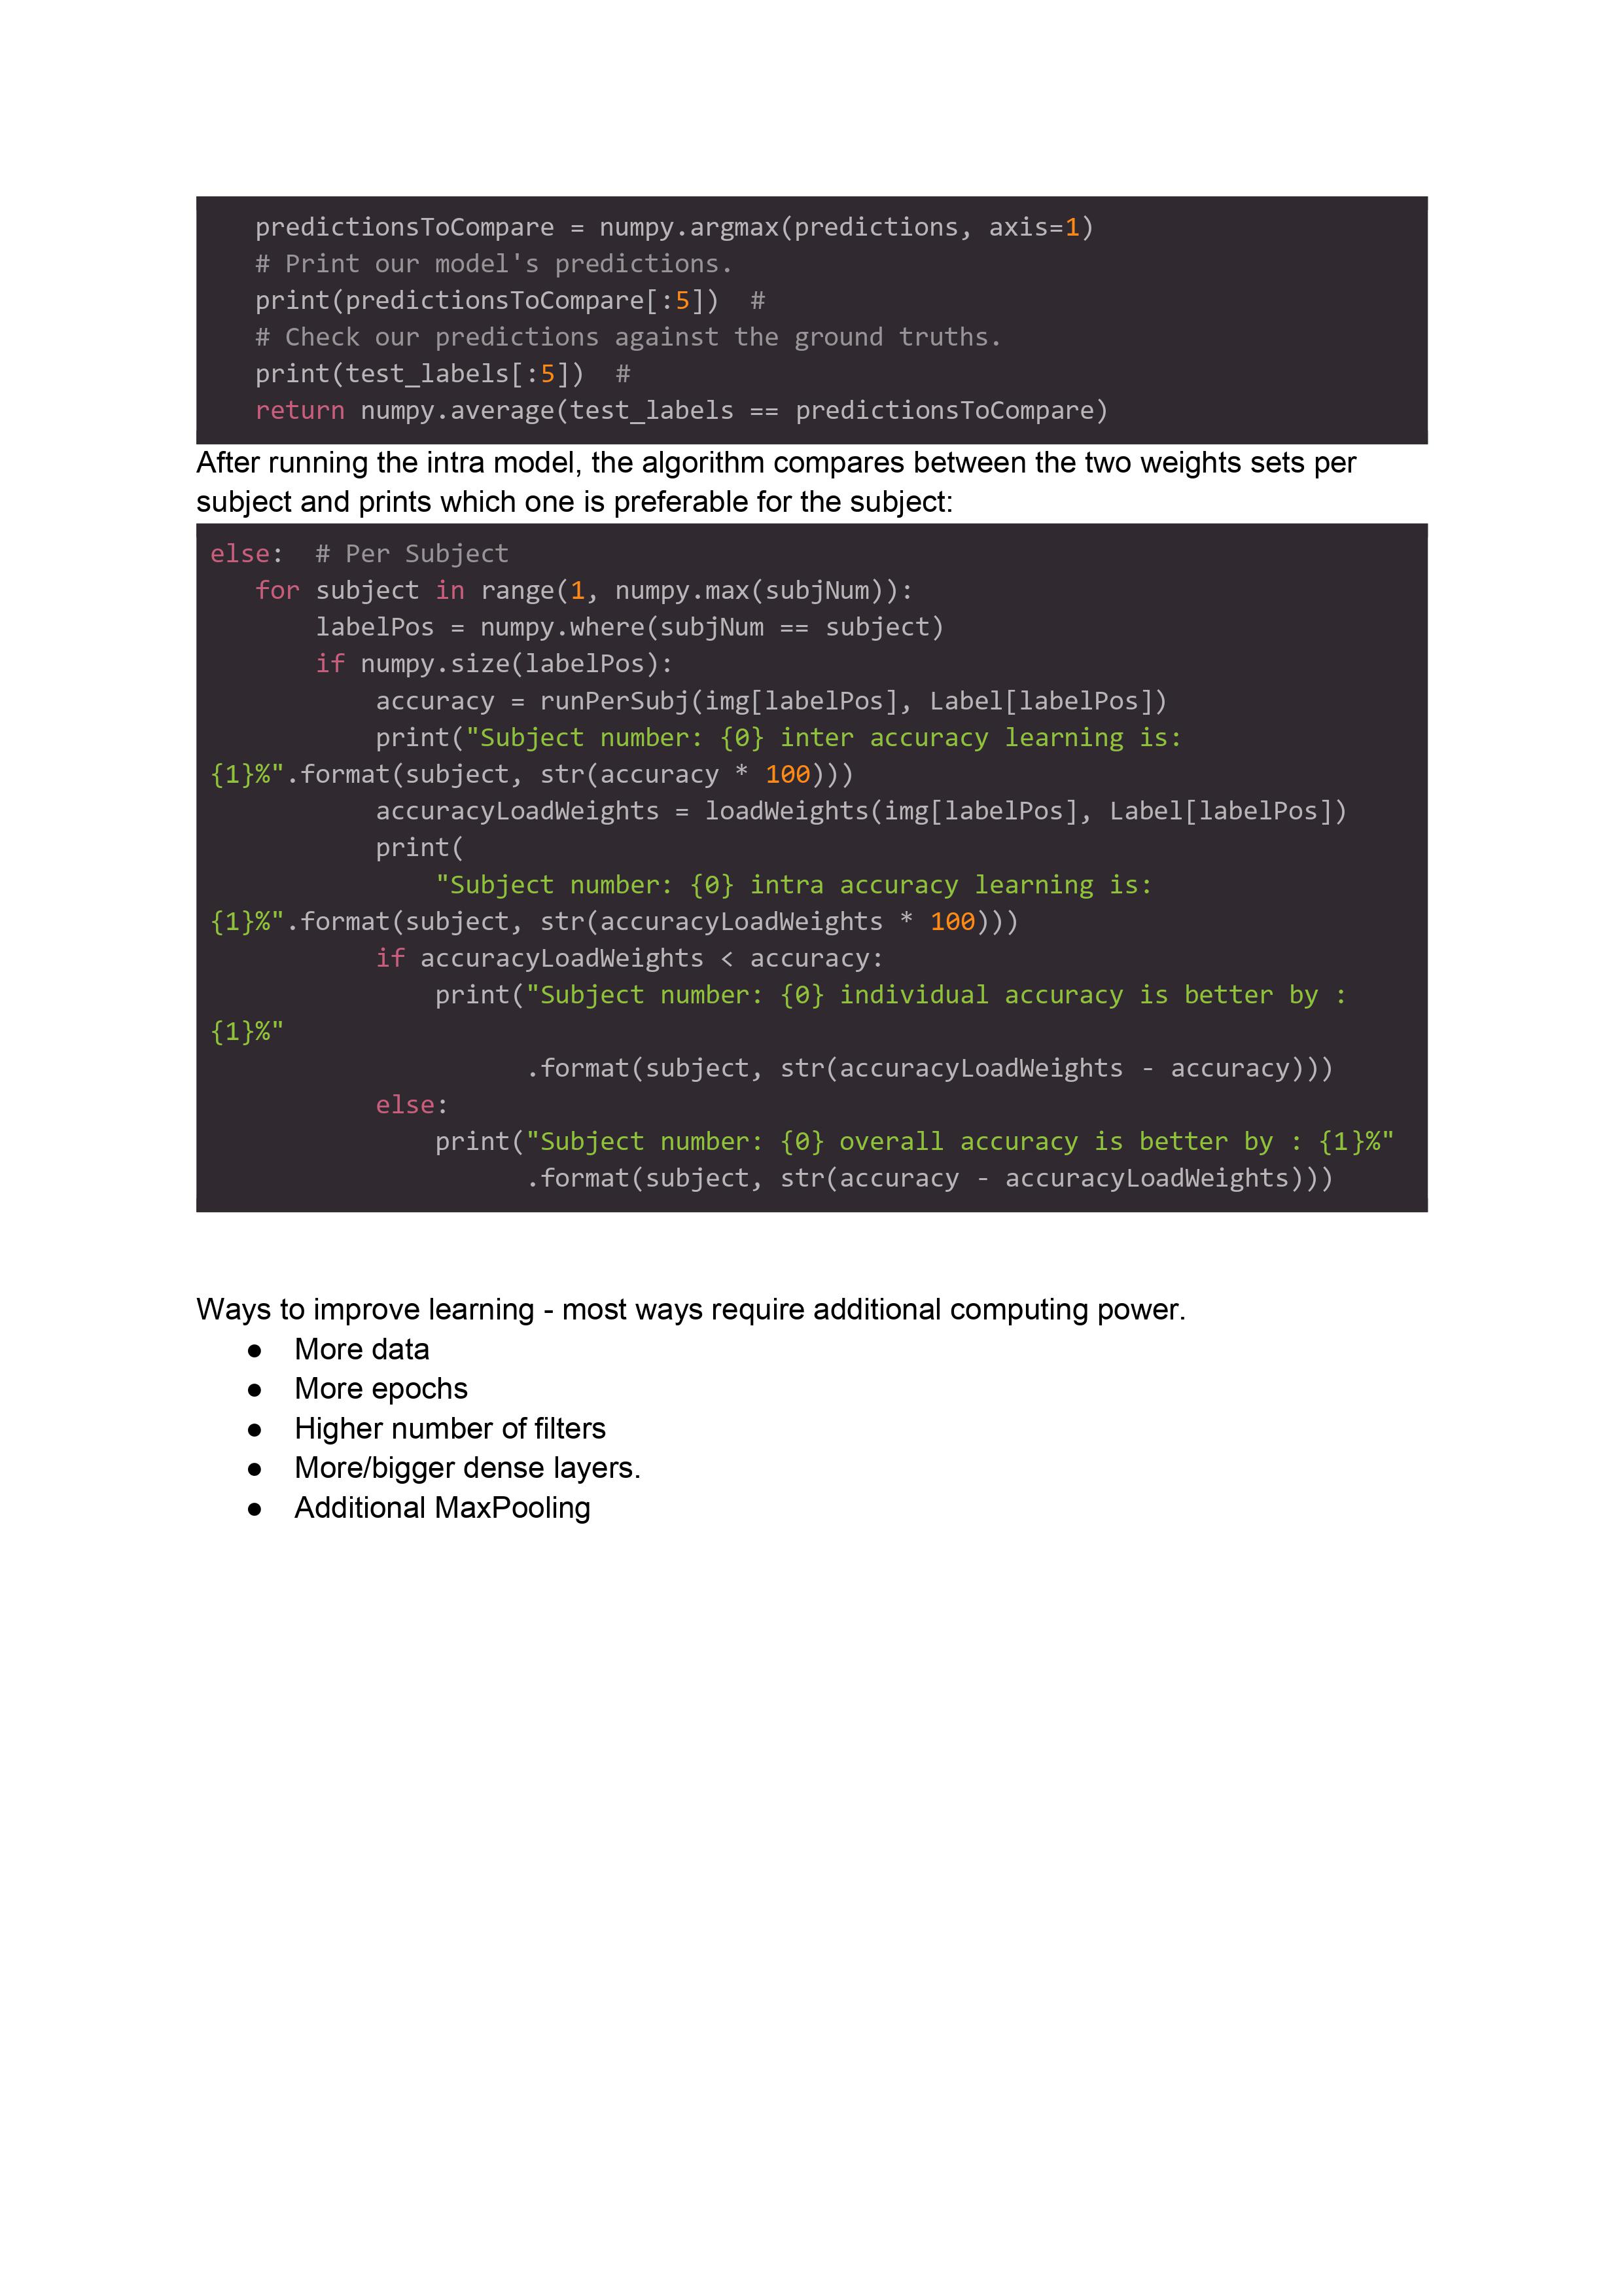 predictionsToCompare = numpy.argmax(predictions, axis=1)
# Print our model's predictions.
print(predictionsToCompare[:5])  #
# Check our predictions against the ground truths.
print(test_labels[:5])  #
return numpy.average(test_labels == predictionsToCompare)
After running the intra model, the algorithm compares between the two weights sets per
subject and prints which one is preferable for the subject:
else:  # Per Subject
for subject in range(1, numpy.max(subjNum)):
labelPos = numpy.where(subjNum == subject)
if numpy.size(labelPos):
accuracy = runPerSubj(img[labelPos], Label[labelPos])
print("Subject number: {0} inter accuracy learning is:
{1}%".format(subject, str(accuracy * 100)))
accuracyLoadWeights = loadWeights(img[labelPos], Label[labelPos])
print(
"Subject number: {0} intra accuracy learning is:
{1}%".format(subject, str(accuracyLoadWeights * 100)))
if accuracyLoadWeights < accuracy:
print("Subject number: {0} individual accuracy is better by :
{1}%"
.format(subject, str(accuracyLoadWeights - accuracy)))
else:
print("Subject number: {0} overall accuracy is better by : {1}%"
.format(subject, str(accuracy - accuracyLoadWeights)))
Ways to improve learning - most ways require additional computing power.
● More data
● More epochs
● Higher number of filters
● More/bigger dense layers.
● Additional MaxPooling